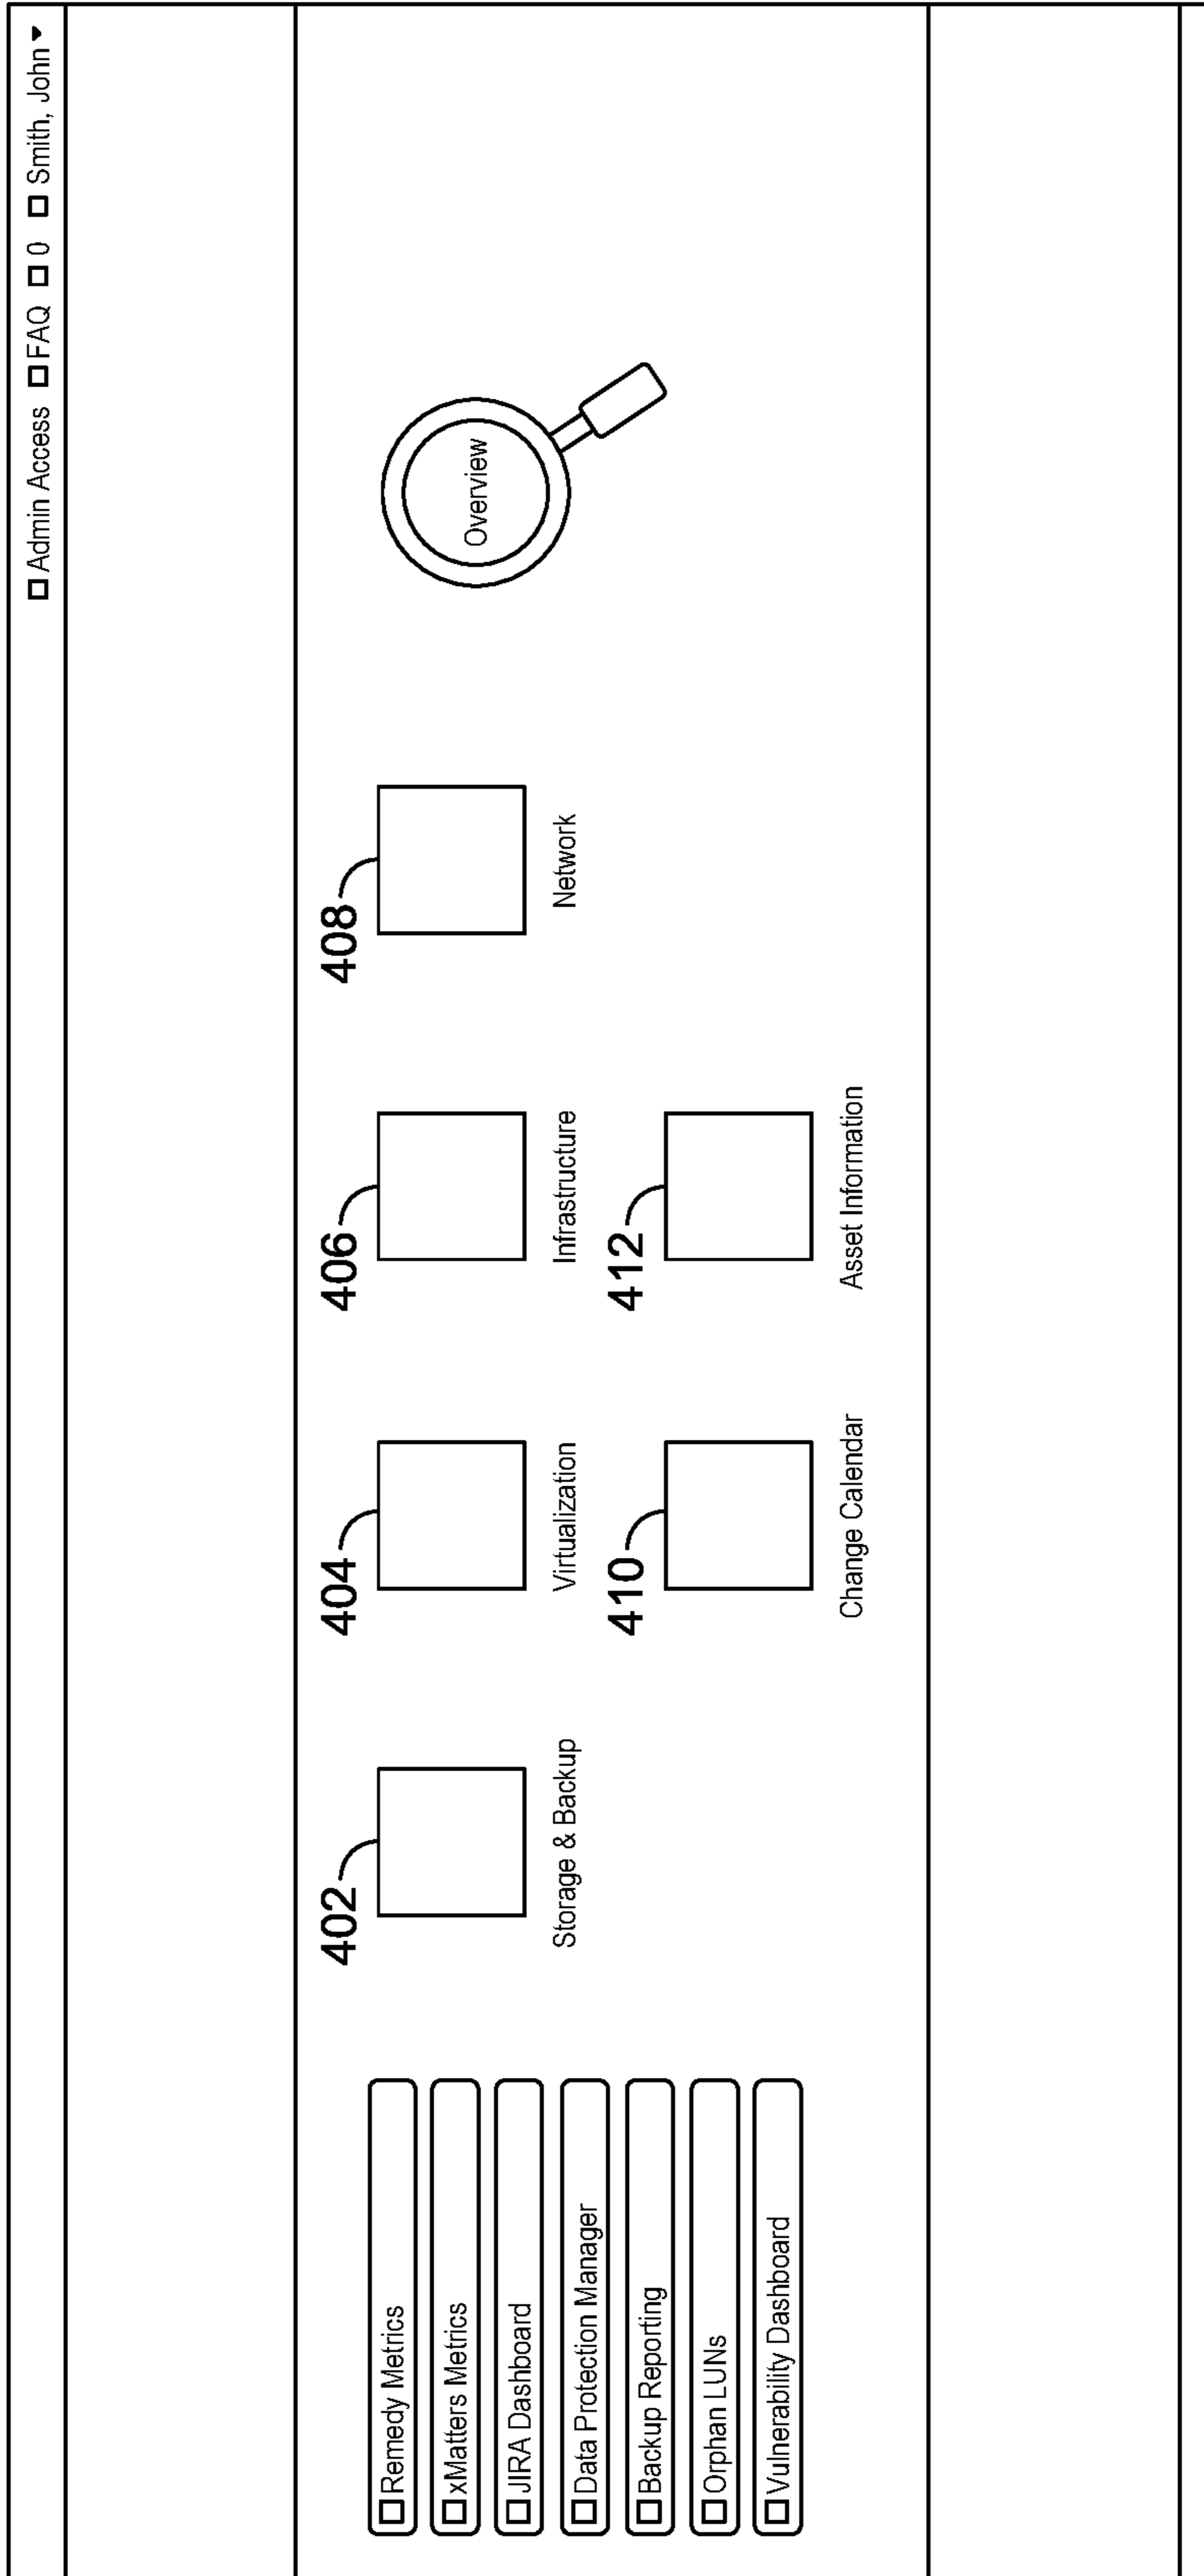 Admin Access FAQ 0 Smith, John
Remedy Metrics
xMatters Metrics
JIRA Dashboard
Data Protection Manager
Backup Reporting
Orphan LUNs
Vulnerability Dashboard
402 404 406 408
Storage & Backup Virtualization Infrastructure Network
410 412
Change Calendar Asset Information
Overview